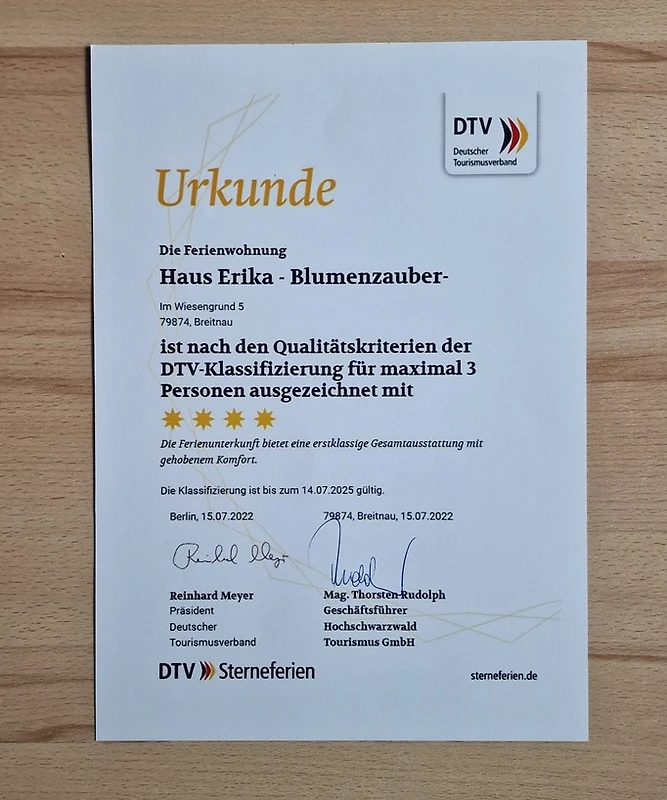 DTV
Deutscher
Tourismusverband
Urkunde
Die Ferienwohnung
Haus Erika - Blumenzauber-
Im Wiesengrund 5
79874, Breitnau
ist nach den Qualitätskriterien der
DTV-Klassifizierung für maximal 3
Personen ausgezeichnet mit
Die Ferienunterkunft bietet eine erstklassige Gesamtausstattung mit
gehobenem Komfort.
Die Klassifizierung ist bis zum 14.07.2025 gültig.
Berlin, 15.07.2022 79874, Breitnau, 15.07.2022
Reinhard Meyer Mag. Thorsten Rudolph
Präsident Geschäftsführer
Deutscher Hochschwarzwald
Tourismusverband Tourismus GmbH
DTV Sterneferien sterneferien.de